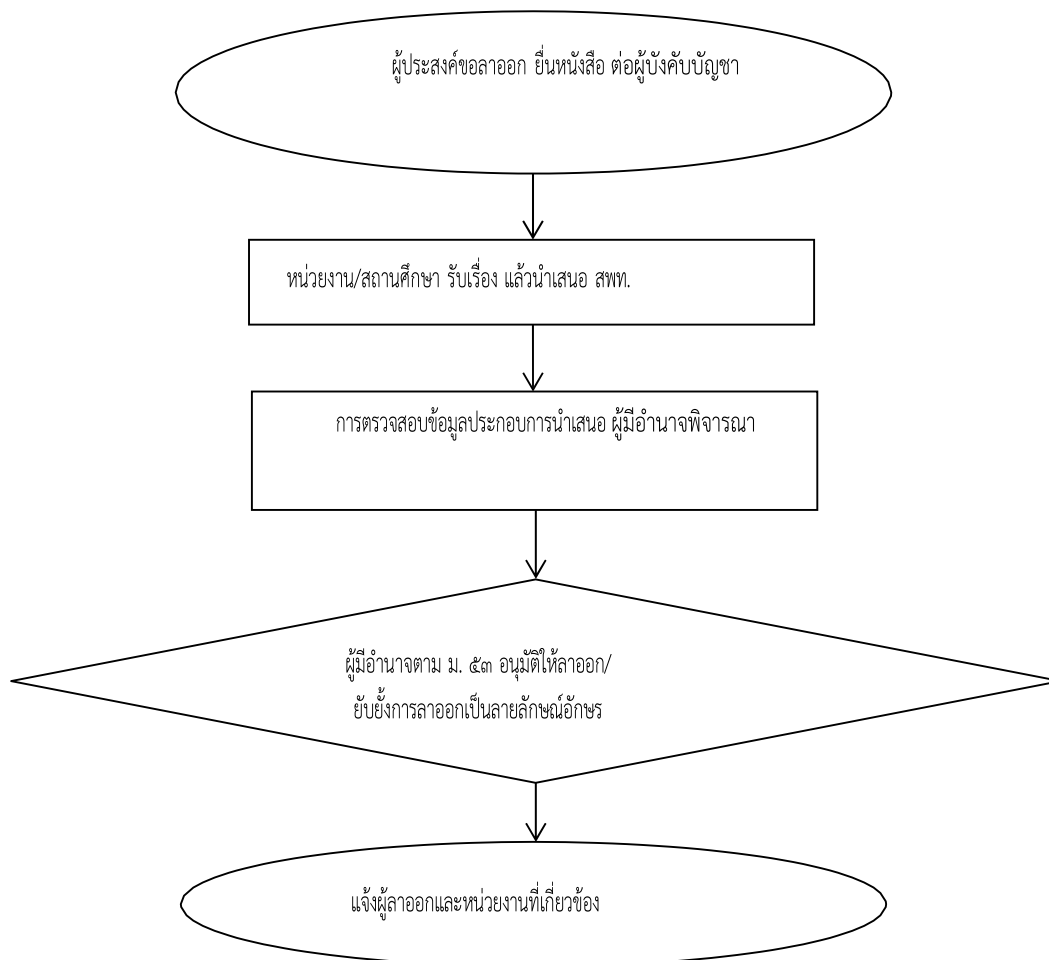 ผู้ประสงค์ขอลาออก ยื่นหนังสือ ต่อผู้บังคับบัญชา
หน่วยงาน/สถานศึกษา รับเรื่อง แล้วนำเสนอ สพท.
การตรวจสอบข้อมูลประกอบการนำเสนอ ผู้มีอำนาจพิจารณา
ผู้มีอำนาจตาม ม. ๕๓ อนุมัติให้ลาออก/
ยับยั้งการลาออกเป็นลายลักษณ์อักษร
แจ้งผู้ลาออกและหน่วยงานที่เกี่ยวข้อง